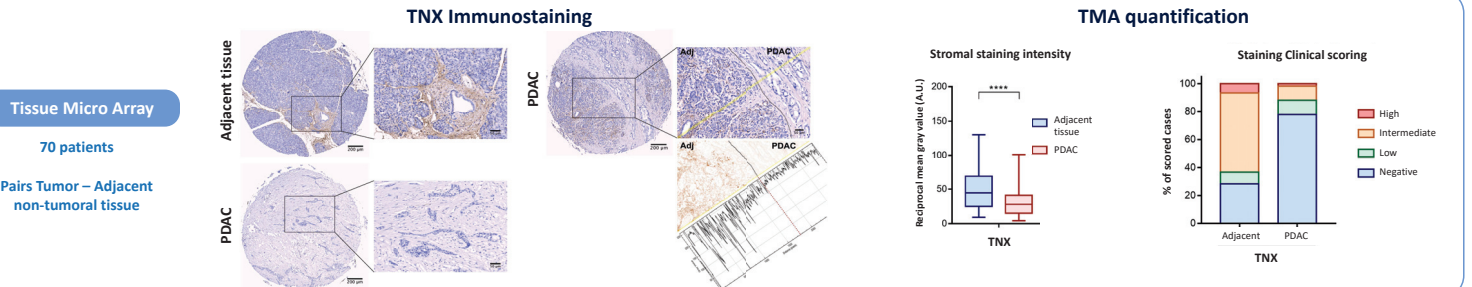 TNX Immunostaining
TMA quantification
Tissue Micro Array
70 patients
Pairs Tumor – Adjacent
non-tumoral tissue
Adjacent tissue
200 µm
PDAC
Adj
PDAC
200 µm
Adj
PDAC
PDAC
200 µm
Stromal staining intensity
Reciprocal mean gray value (A.U.)
200
150
100
50
0
****
Adjacent
tissue
PDAC
TNX
Staining Clinical scoring
% of scored cases
100
80
60
40
20
0
High
Intermediate
Low
Negative
Adjacent
PDAC
TNX